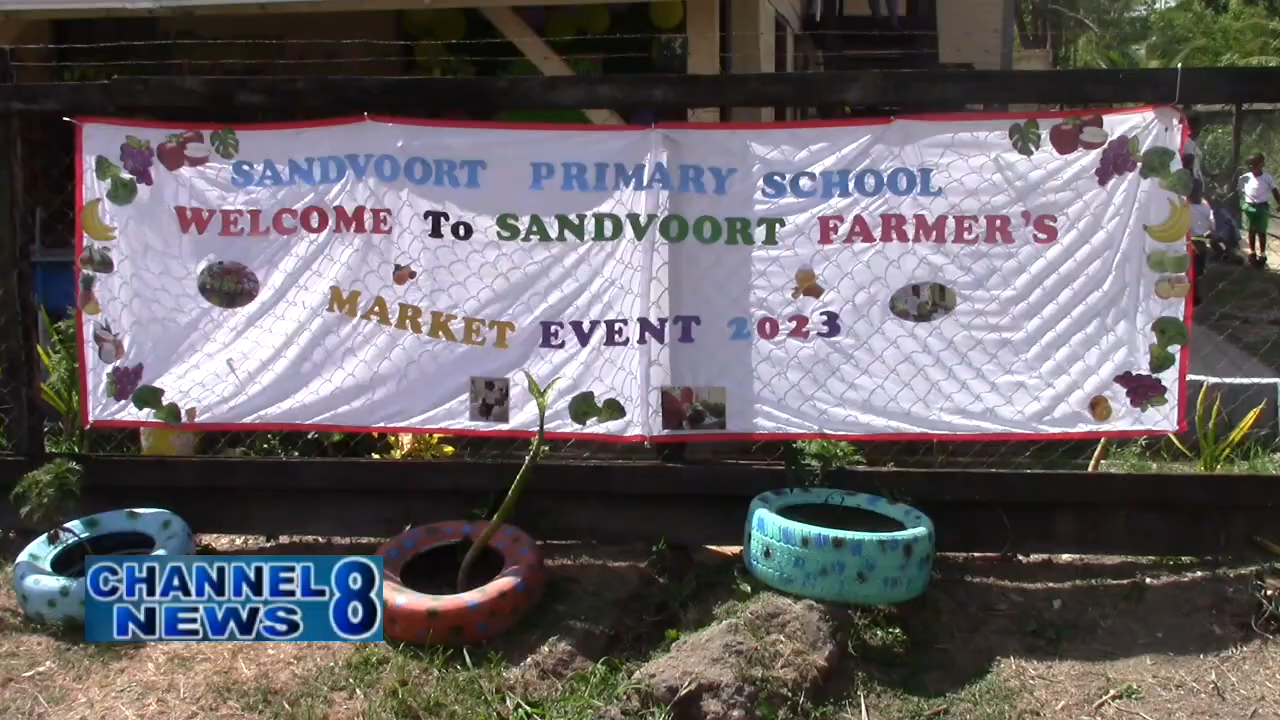 SANDVOORT PRIMARY SCHOOL
WELCOME To SANDVOORT FARMER'S
MARKET EVENT 2023
CHANNEL 8
NEWS